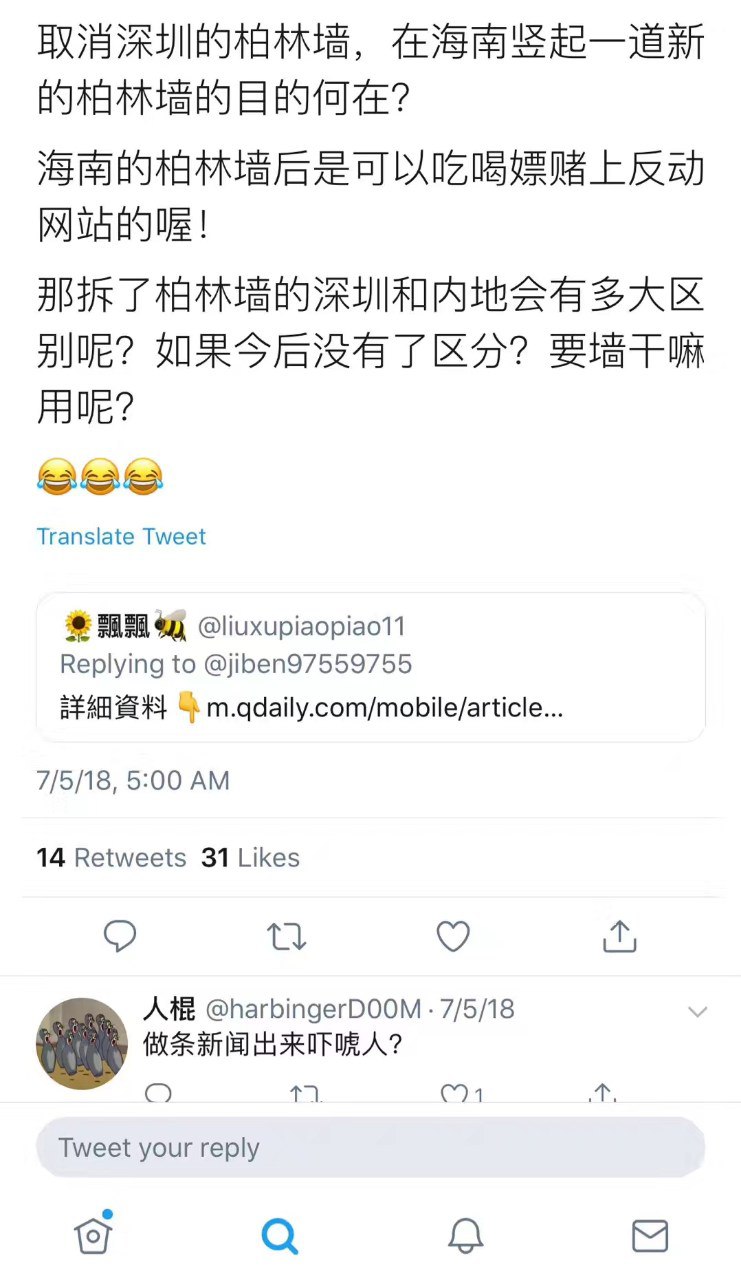 取消深圳的柏林墙，在海南竖起一道新
的柏林墙的目的何在？
海南的柏林墙后是可以吃喝嫖赌上反动
网站的喔！
那拆了柏林墙的深圳和内地会有多大区
别呢？如果今后没有了区分？要墙干嘛
用呢？
😂😂😂
Translate Tweet
🌻飄飄🐝 @liuxupiaopiao11
Replying to @jiben97559755
詳細資料👇m.qdaily.com/mobile/article...
7/5/18, 5:00 AM
14 Retweets 31 Likes
人棍 @harbingerD00M · 7/5/18
做条新闻出来吓唬人？
1
Tweet your reply